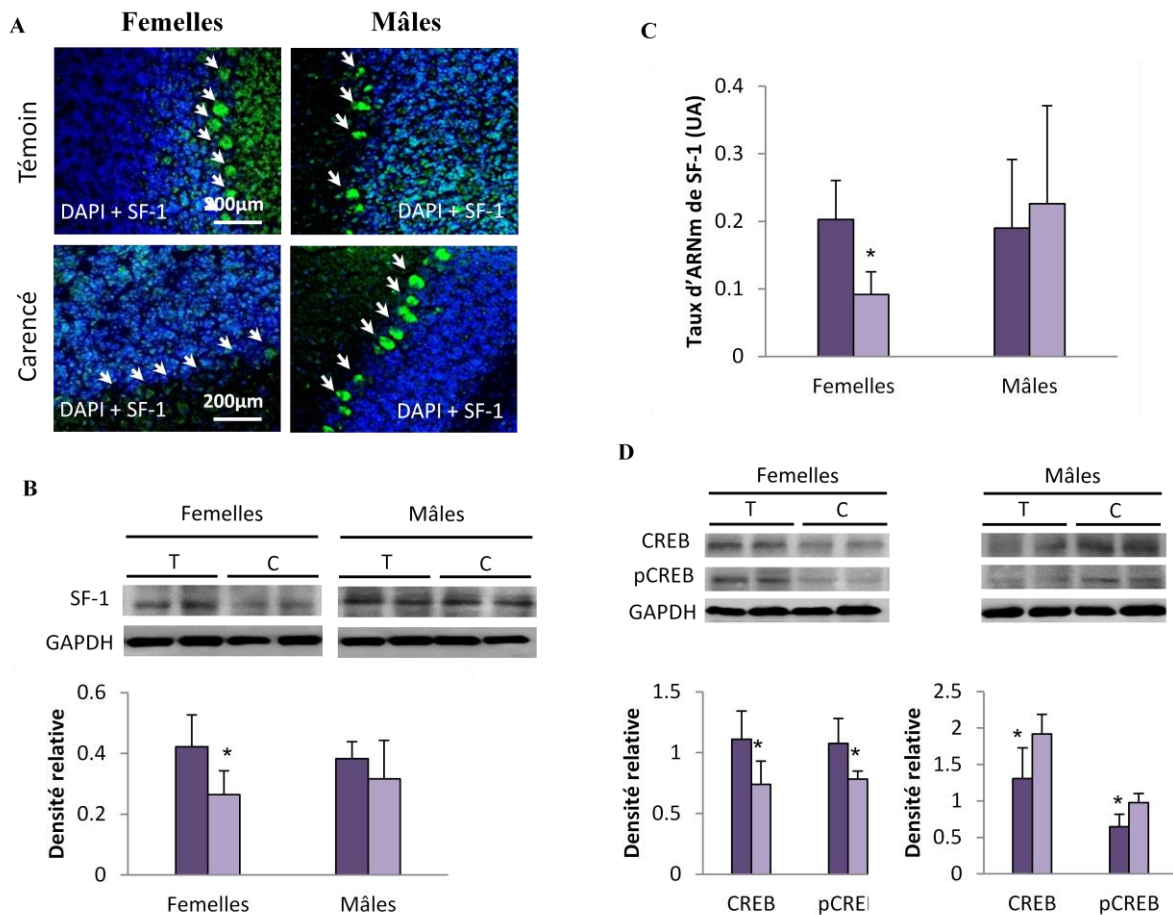 A
Femelles
Mâles
Témoin
DAPI + SF-1
200µm
DAPI + SF-1
Carencé
DAPI + SF-1
200µm
DAPI + SF-1
B
Femelles
Mâles
T
C
T
C
SF-1
GAPDH
Densité relative
0.6
0.4
0.2
0
*
Femelles
Mâles
C
Taux d'ARNm de SF-1 (UA)
0.4
0.3
0.2
0.1
0
*
Femelles
Mâles
D
Femelles
Mâles
T
C
T
C
CREB
pCREB
GAPDH
Densité relative
1.5
1
0.5
0
*
*
CREB
pCREI
Densité relative
2.5
2
1.5
1
0.5
0
*
*
CREB
pCREB